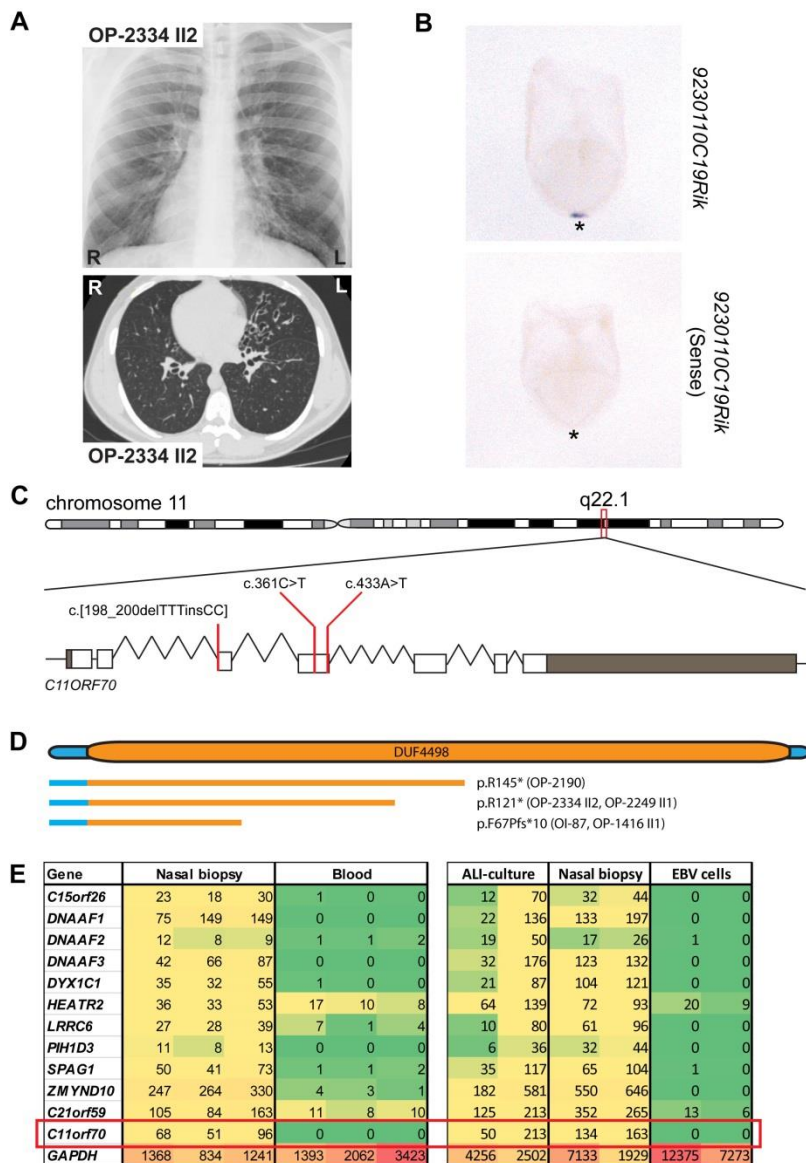 A
OP-2334 II2
R
L
R
L
OP-2334 II2
B
9230110C19Rik
*
9230110C19Rik
(Sense)
*
C
chromosome 11
q22.1
c.361C>T
c.433A>T
c.[198_200delTTTinsCC]
C11ORF70
D
DUF4498
p.R145* (OP-2190)
p.R121* (OP-2334 II2, OP-2249 II1)
p.F67Pfs*10 (OI-87, OP-1416 II1)
E
Gene Nasal biopsy Blood ALI-culture Nasal biopsy EBV cells
C15orf26 23 18 30 1 0 0 12 70 32 44 0 0
DNAAF1 75 149 149 0 0 0 22 136 133 197 0 0
DNAAF2 12 8 9 1 1 2 19 50 17 26 1 0
DNAAF3 42 66 87 0 0 0 32 176 123 132 0 0
DYX1C1 35 32 55 1 0 0 21 87 104 121 0 0
HEATR2 36 33 53 17 10 8 64 139 72 93 20 9
LRRC6 27 28 39 7 1 4 10 80 61 96 0 0
PIH1D3 11 8 13 0 0 0 6 36 32 44 0 0
SPAG1 50 41 73 1 1 2 35 117 65 104 1 0
ZMYND10 247 264 330 4 3 1 182 581 550 646 0 0
C21orf59 105 84 163 11 8 10 125 213 352 265 13 6
C11orf70 68 51 96 0 0 0 50 213 134 163 0 0
GAPDH 1368 834 1241 1393 2062 3423 4256 2502 7133 1929 12375 7273